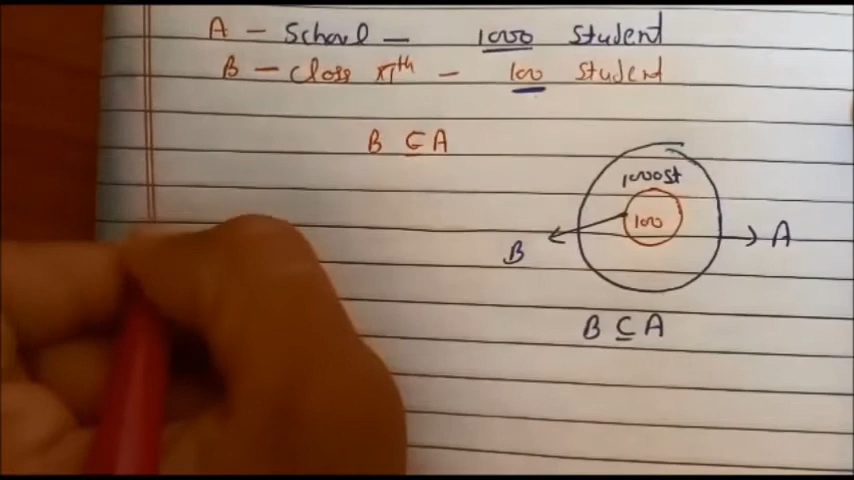 A - School - 1000 student
B - Class XIth - 100 student
B ⊆ A
1000st
100
B
A
B ⊆ A